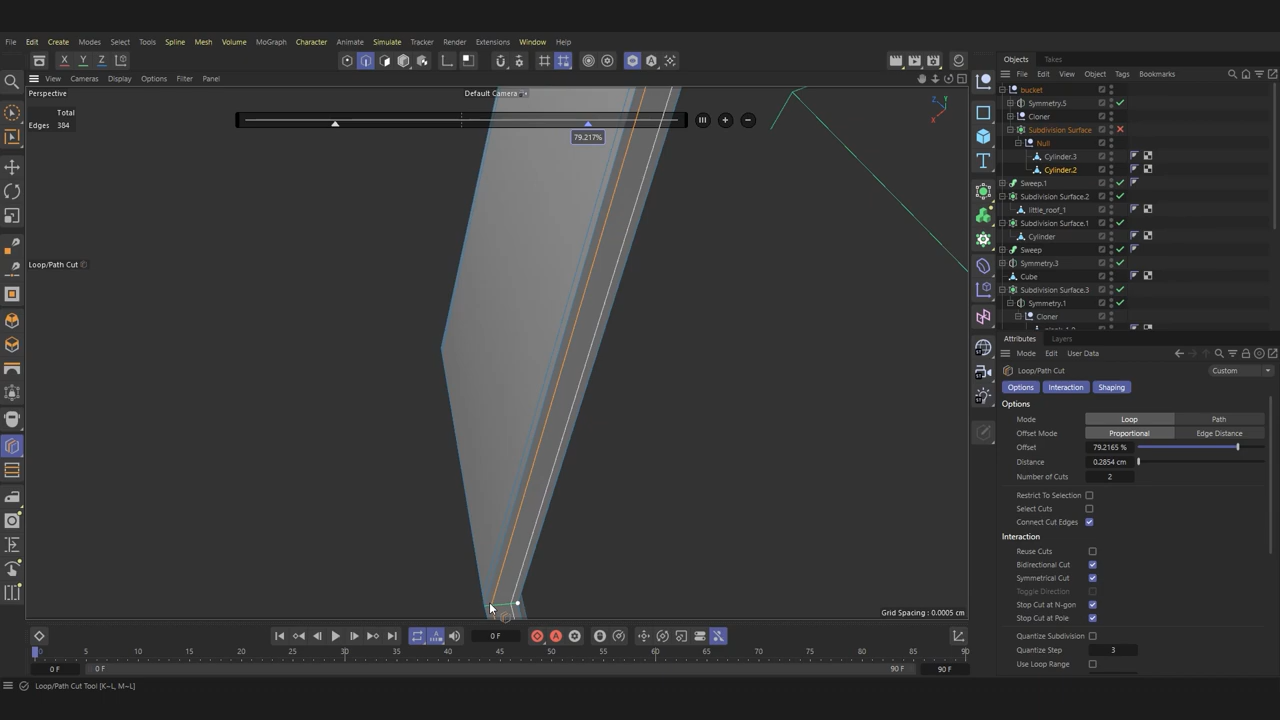 File Edit Create Modes Select Tools Spline Mesh Volume MoGraph Character Animate Simulate Tracker Render Extensions Window Help
X Y Z
Objects Takes
File Edit View Object Tags Bookmarks
View Cameras Display Options Filter Panel
Perspective
Default Camera
Total
Edges 384
79.217%
Z Y X
Loop/Path Cut
Grid Spacing : 0.0005 cm
bucket
Symmetry.5
Cloner
Subdivision Surface
Null
Cylinder.3
Cylinder.2
Sweep.1
Subdivision Surface.2
little_roof_1
Subdivision Surface.1
Cylinder
Sweep
Symmetry.3
Cube
Subdivision Surface.3
Symmetry.1
Cloner
Attributes Layers
Mode Edit User Data
Loop/Path Cut
Custom
Options Interaction Shaping
Options
Mode Loop Path
Offset Mode Proportional Edge Distance
Offset 79.2165 %
Distance 0.2854 cm
Number of Cuts 2
Restrict To Selection
Select Cuts
Connect Cut Edges
Interaction
Reuse Cuts
Bidirectional Cut
Symmetrical Cut
Toggle Direction
Stop Cut at N-gon
Stop Cut at Pole
Quantize Subdivision
Quantize Step 3
Use Loop Range
0 F
0 5 10 15 20 25 30 35 40 45 50 55 60 65 70 75 80 85 90
0 F 0 F 90 F 90 F
Loop/Path Cut Tool [K~L, M~L]